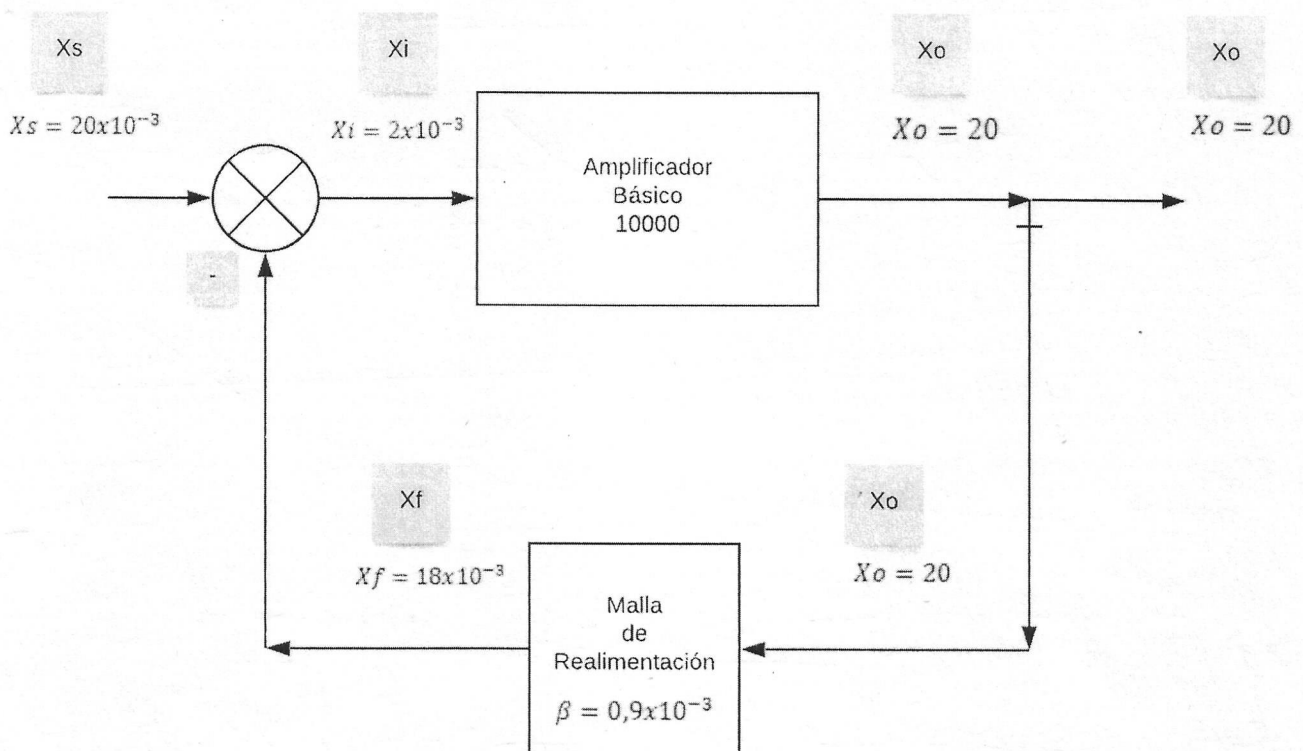 Xs
Xi
Xo
Xo
Xs = 20x10⁻³
Xi = 2x10⁻³
Xo = 20
Xo = 20
Amplificador
Básico
10000
-
Xf
Xo
Xf = 18x10⁻³
Xo = 20
Malla
de
Realimentación
β = 0,9x10⁻³